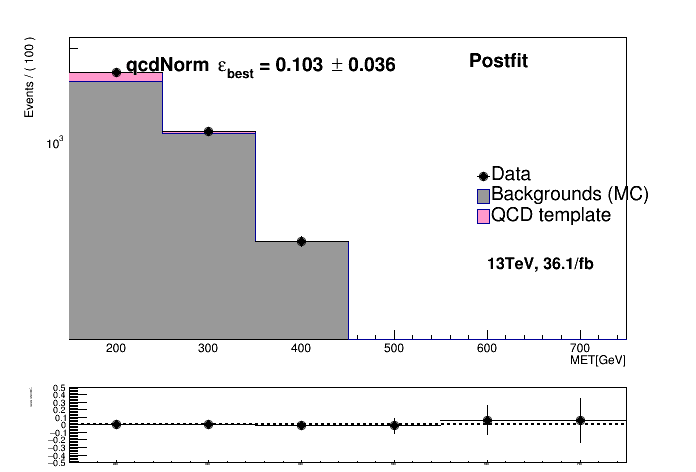 qcdNorm ε_best = 0.103 ± 0.036
Postfit
Events / ( 100 )
10³
Data
Backgrounds (MC)
QCD template
13TeV, 36.1/fb
200 300 400 500 600 700
MET[GeV]
0.5
0.4
0.3
0.2
0.1
0
−0.1
−0.2
−0.3
−0.4
−0.5